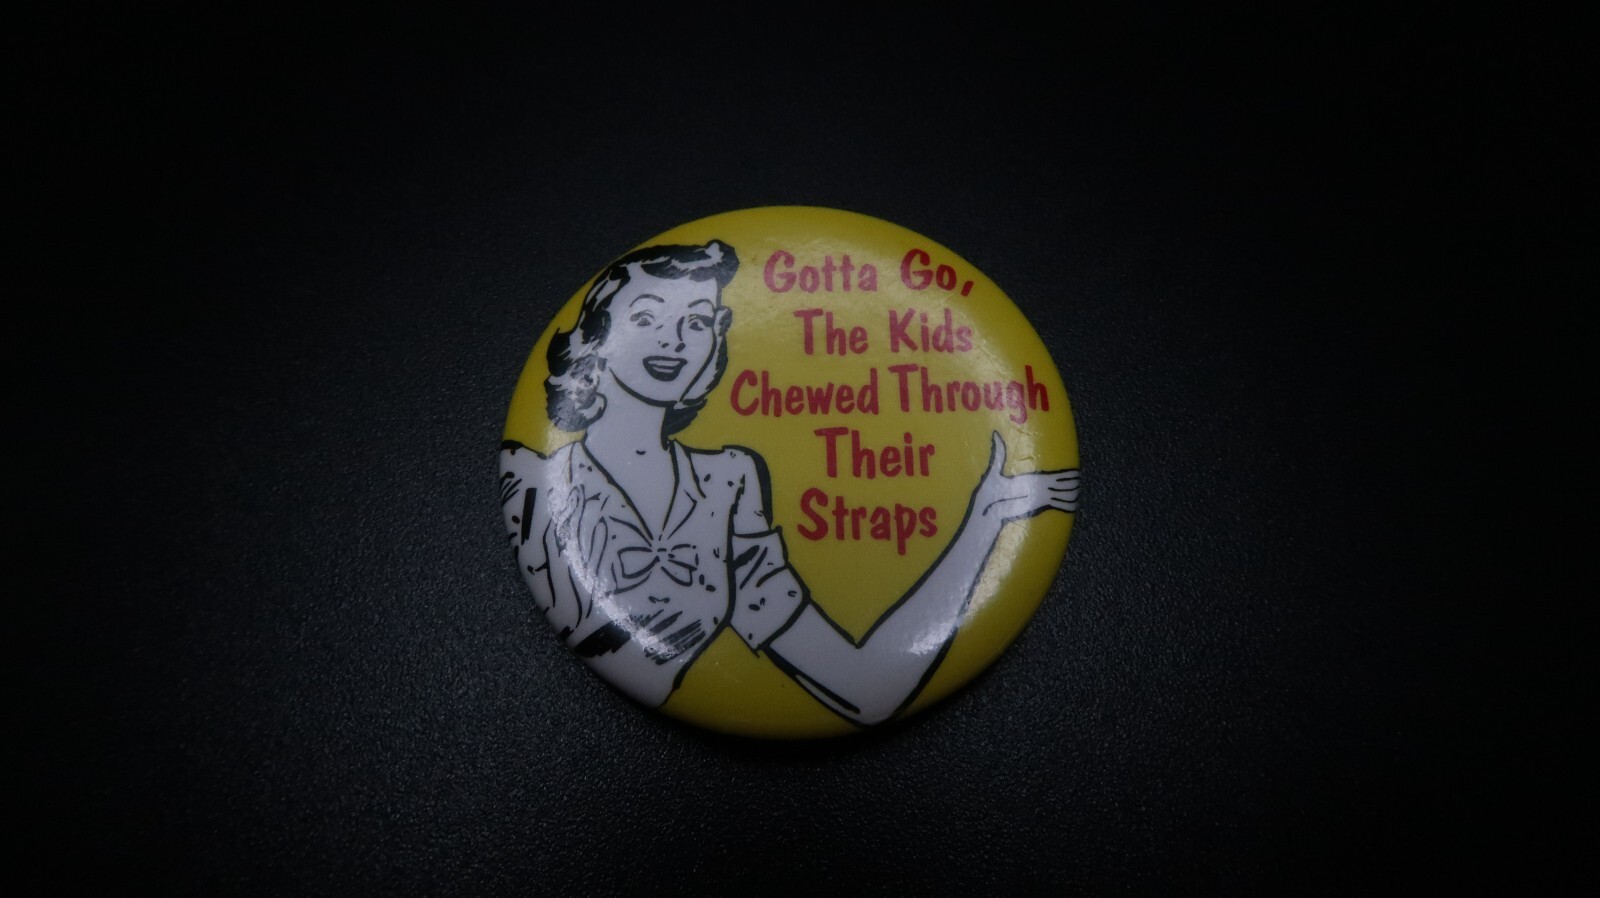 Gotta Go,
The Kids
Chewed Through
Their
Straps